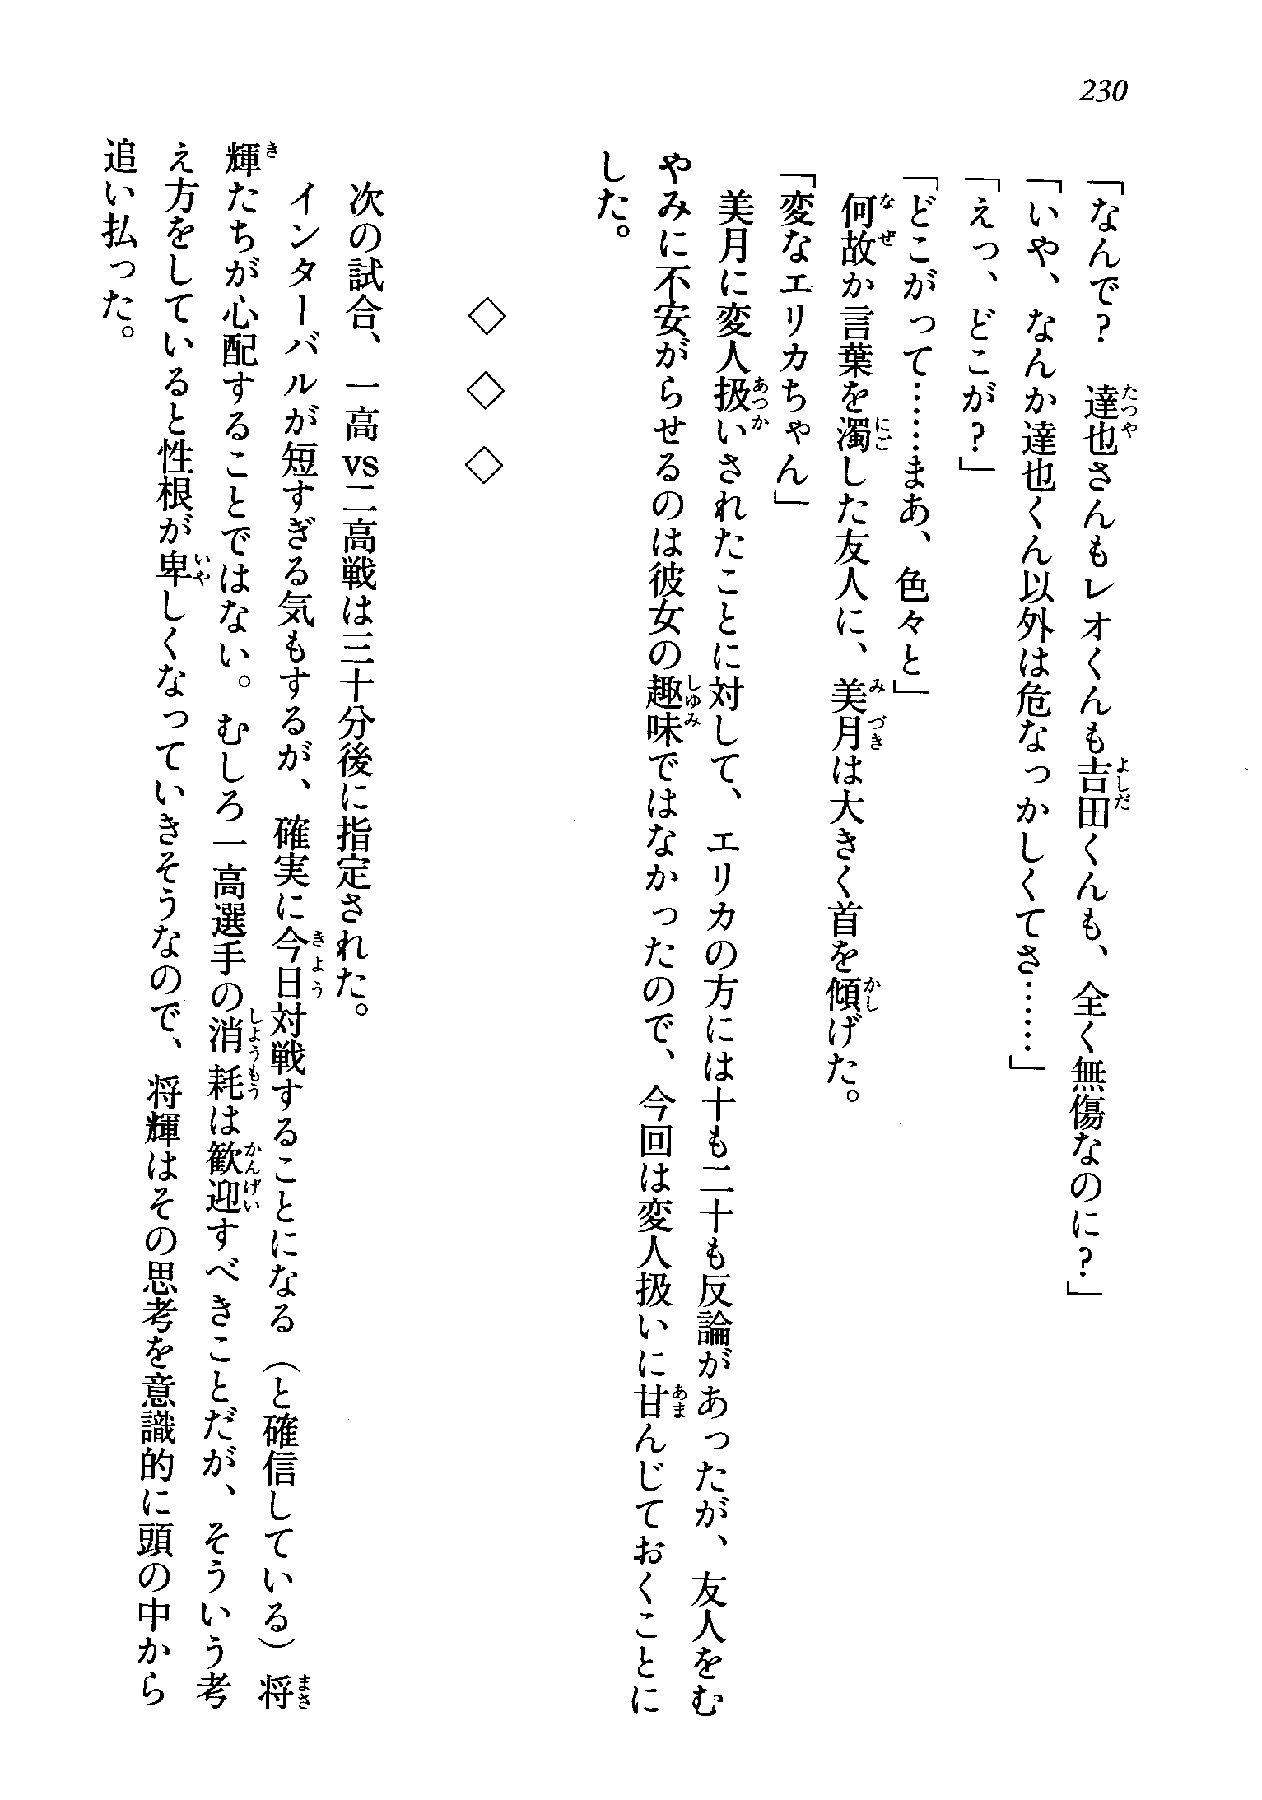 230
「なんで？　達也さんもレオくんも吉田くんも、全く無傷なのに？」
「いや、なんか達也くん以外は危なっかしくてさ……」
「えっ、どこが？」
「どこがって……まあ、色々と」
何故か言葉を濁した友人に、美月は大きく首を傾げた。
「変なエリカちゃん」
美月に変人扱いされたことに対して、エリカの方には十も二十も反論があったが、友人をむ
やみに不安がらせるのは彼女の趣味ではなかったので、今回は変人扱いに甘んじておくことに
した。
◇　◇　◇
次の試合、一高vs二高戦は三十分後に指定された。
インターバルが短すぎる気もするが、確実に今日対戦することになる（と確信している）将
輝たちが心配することではない。むしろ一高選手の消耗は歓迎すべきことだが、そういう考
え方をしていると性根が卑しくなっていきそうなので、将輝はその思考を意識的に頭の中から
追い払った。